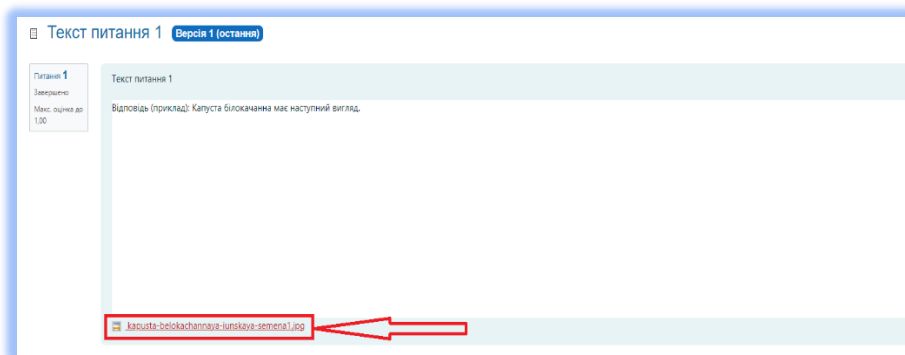 Текст питання 1 Версія 1 (остання)
Питання 1
Завершено
Макс. оцінка до
1,00
Текст питання 1
Відповідь (приклад): Капуста білокачанна має наступний вигляд.
kapusta-belokachannaya-iunskaya-semena1.jpg